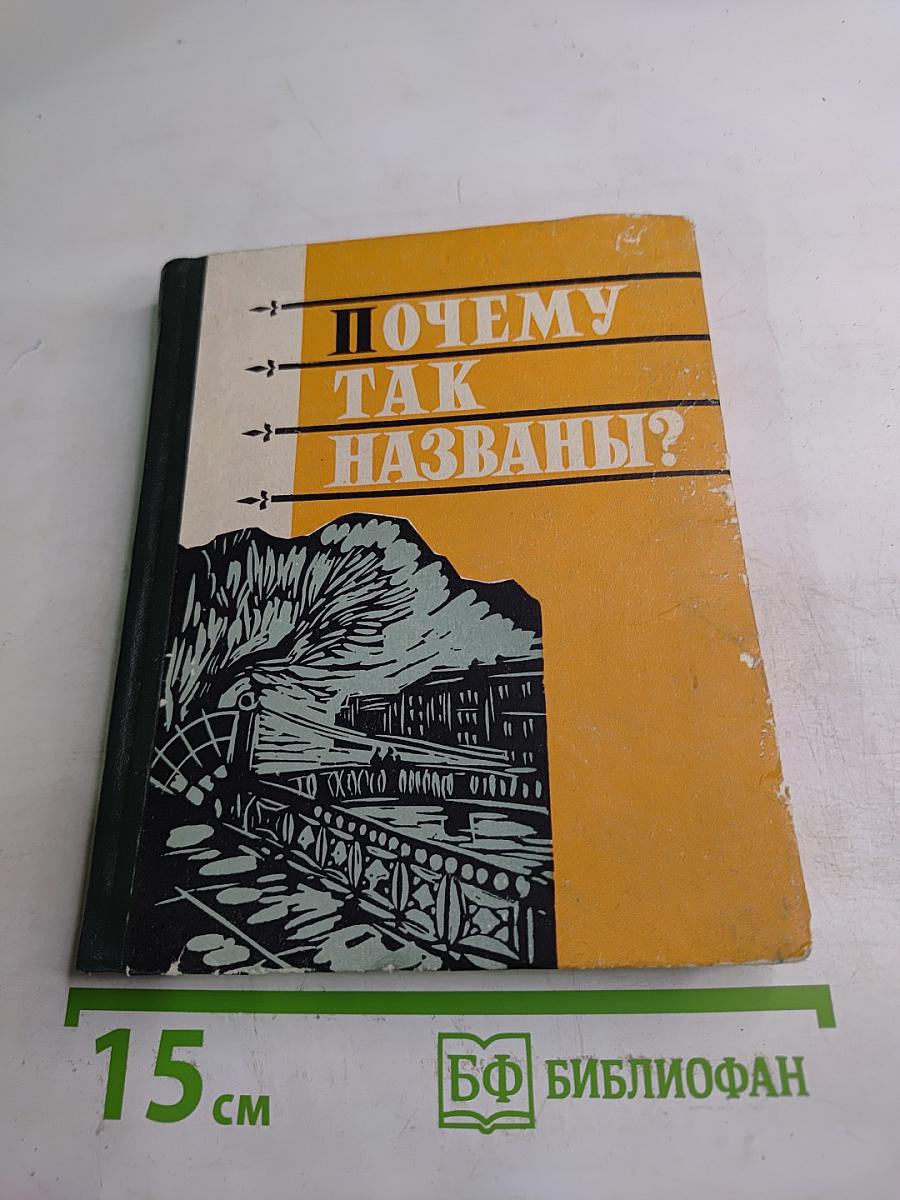 ПОЧЕМУ
ТАК
НАЗВАНЫ?
15 см
БФ БИБЛИОФАН